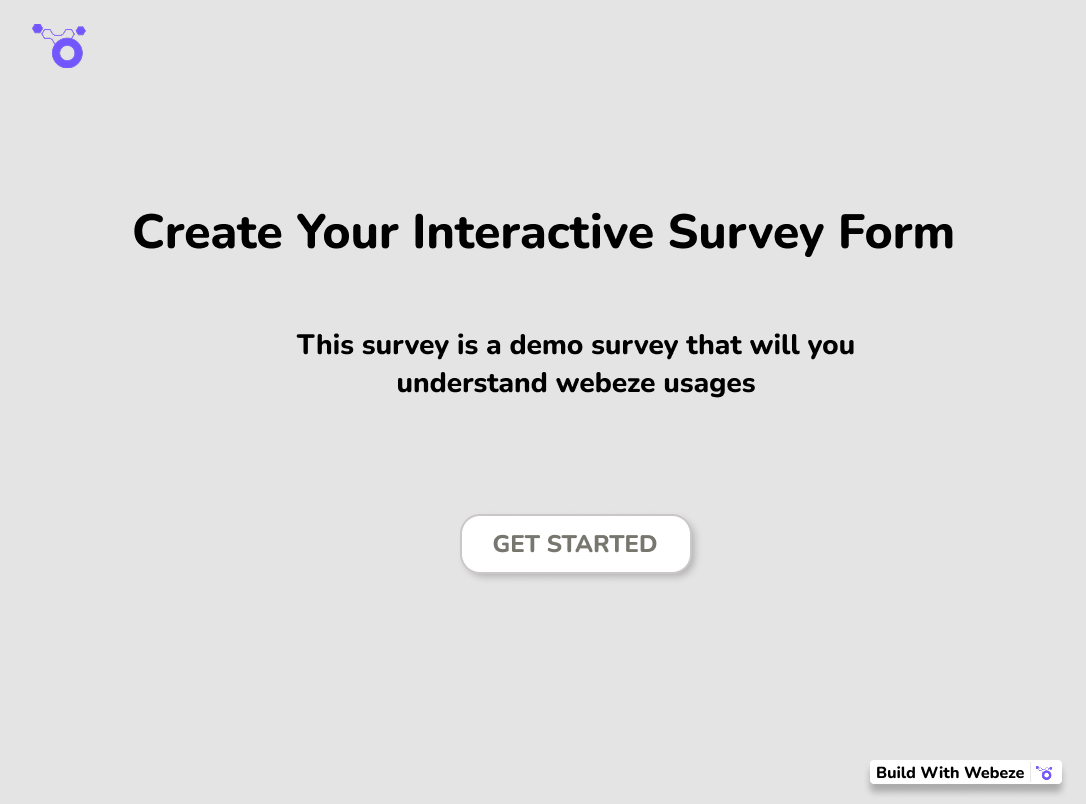 Create Your Interactive Survey Form
This survey is a demo survey that will you
understand webeze usages
GET STARTED
Build With Webeze